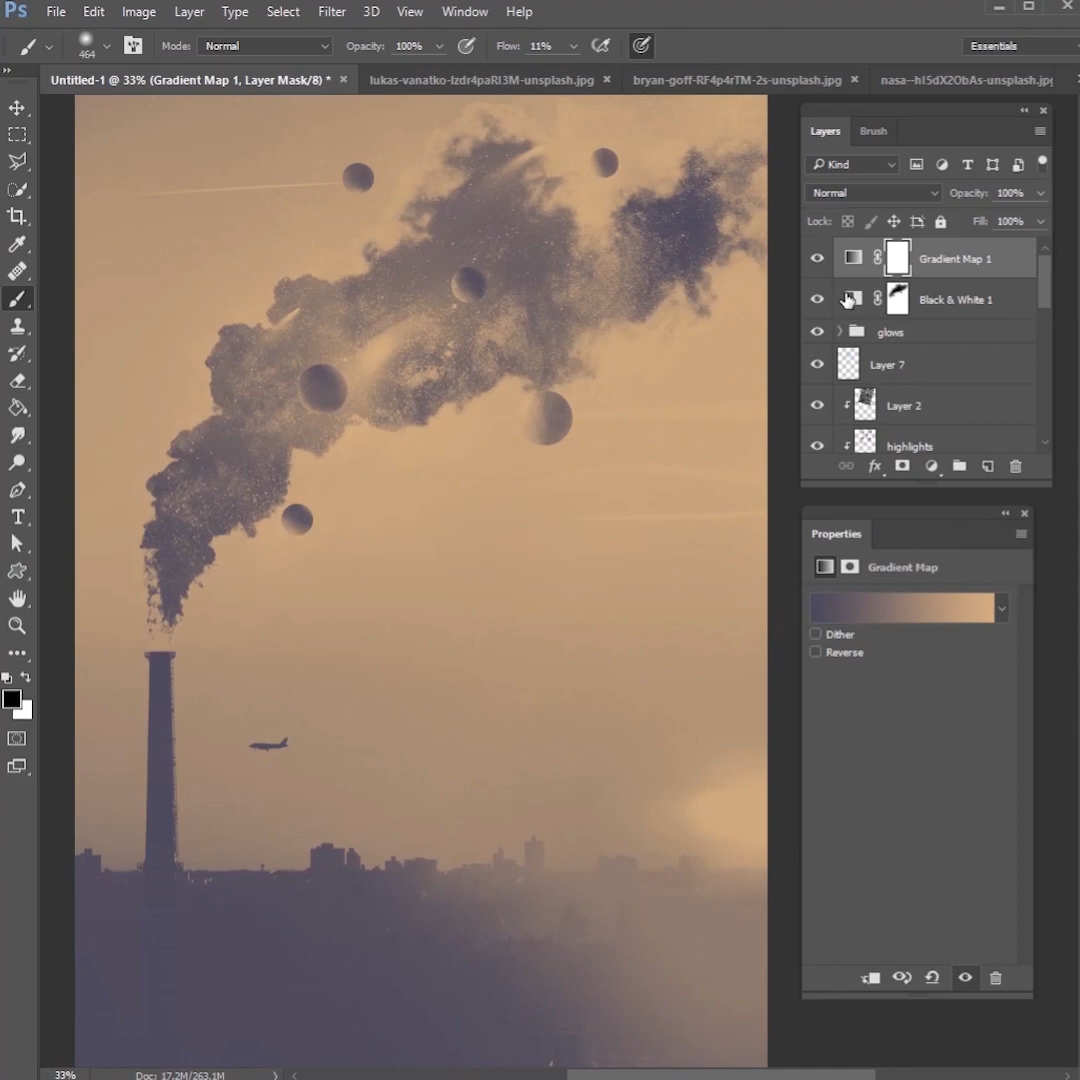 Ps File Edit Image Layer Type Select Filter 3D View Window Help
464 Mode: Normal Opacity: 100% Flow: 11% Essentials
Untitled-1 @ 33% (Gradient Map 1, Layer Mask/8) * × lukas-vanatko-Izdr4paRI3M-unsplash.jpg × bryan-goff-RF4p4rTM-2s-unsplash.jpg × nasa--hI5dX2ObAs-unsplash.jpg
Layers Brush
Kind
Normal Opacity: 100%
Lock: Fill: 100%
Gradient Map 1
Black & White 1
glows
Layer 7
Layer 2
highlights
fx
Properties
Gradient Map
Dither
Reverse
33% Doc: 17.2M/263.1M